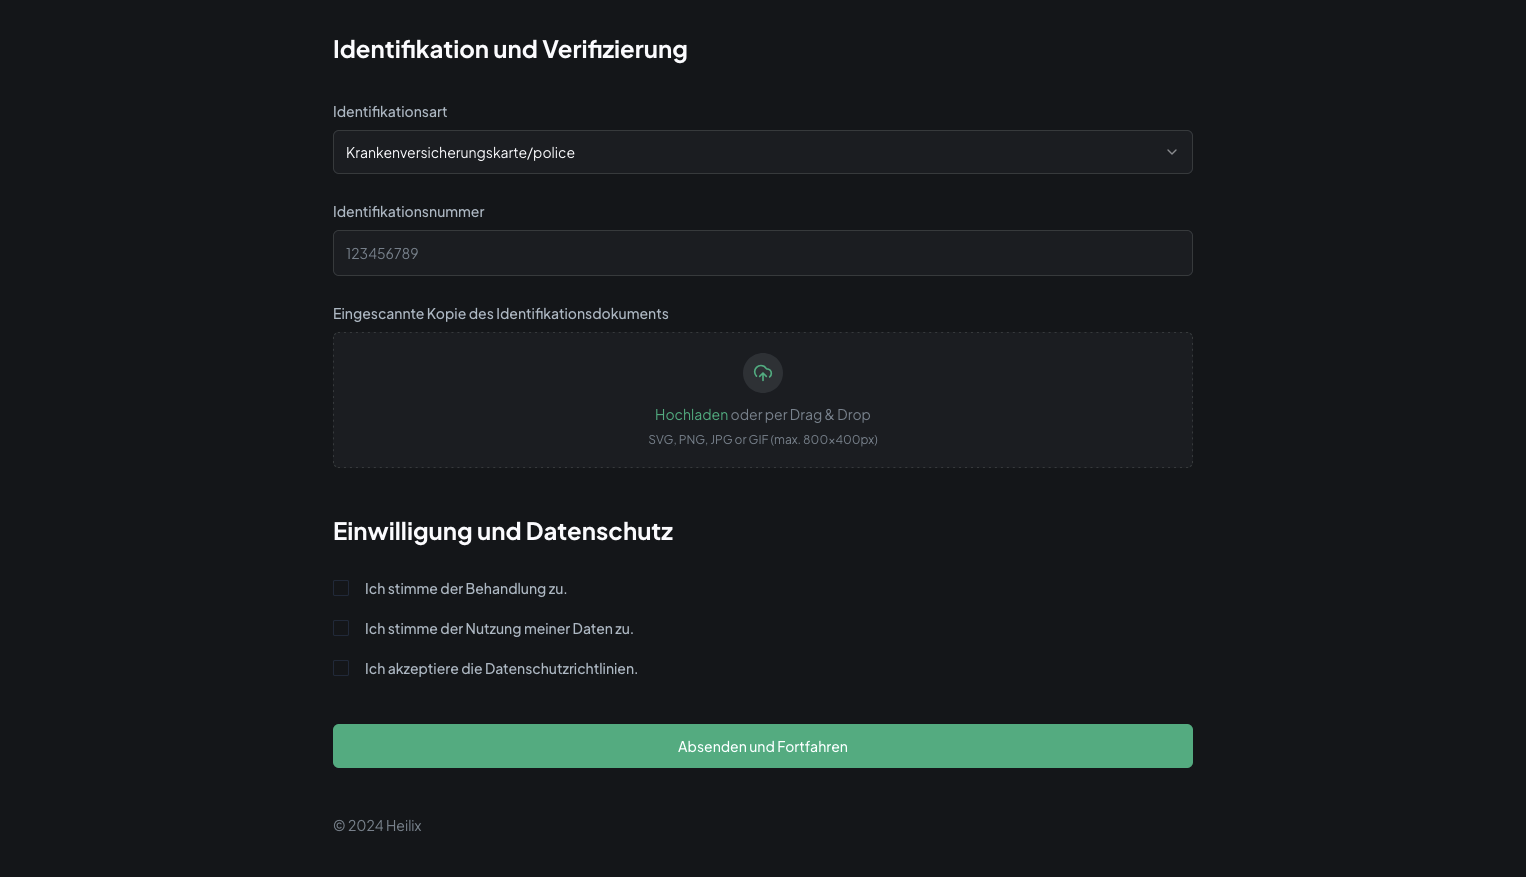 Identifikation und Verifizierung
Identifikationsart
Krankenversicherungskarte/police
Identifikationsnummer
123456789
Eingescannte Kopie des Identifikationsdokuments
Hochladen oder per Drag & Drop
SVG, PNG, JPG or GIF (max. 800×400px)
Einwilligung und Datenschutz
Ich stimme der Behandlung zu.
Ich stimme der Nutzung meiner Daten zu.
Ich akzeptiere die Datenschutzrichtlinien.
Absenden und Fortfahren
© 2024 Heilix